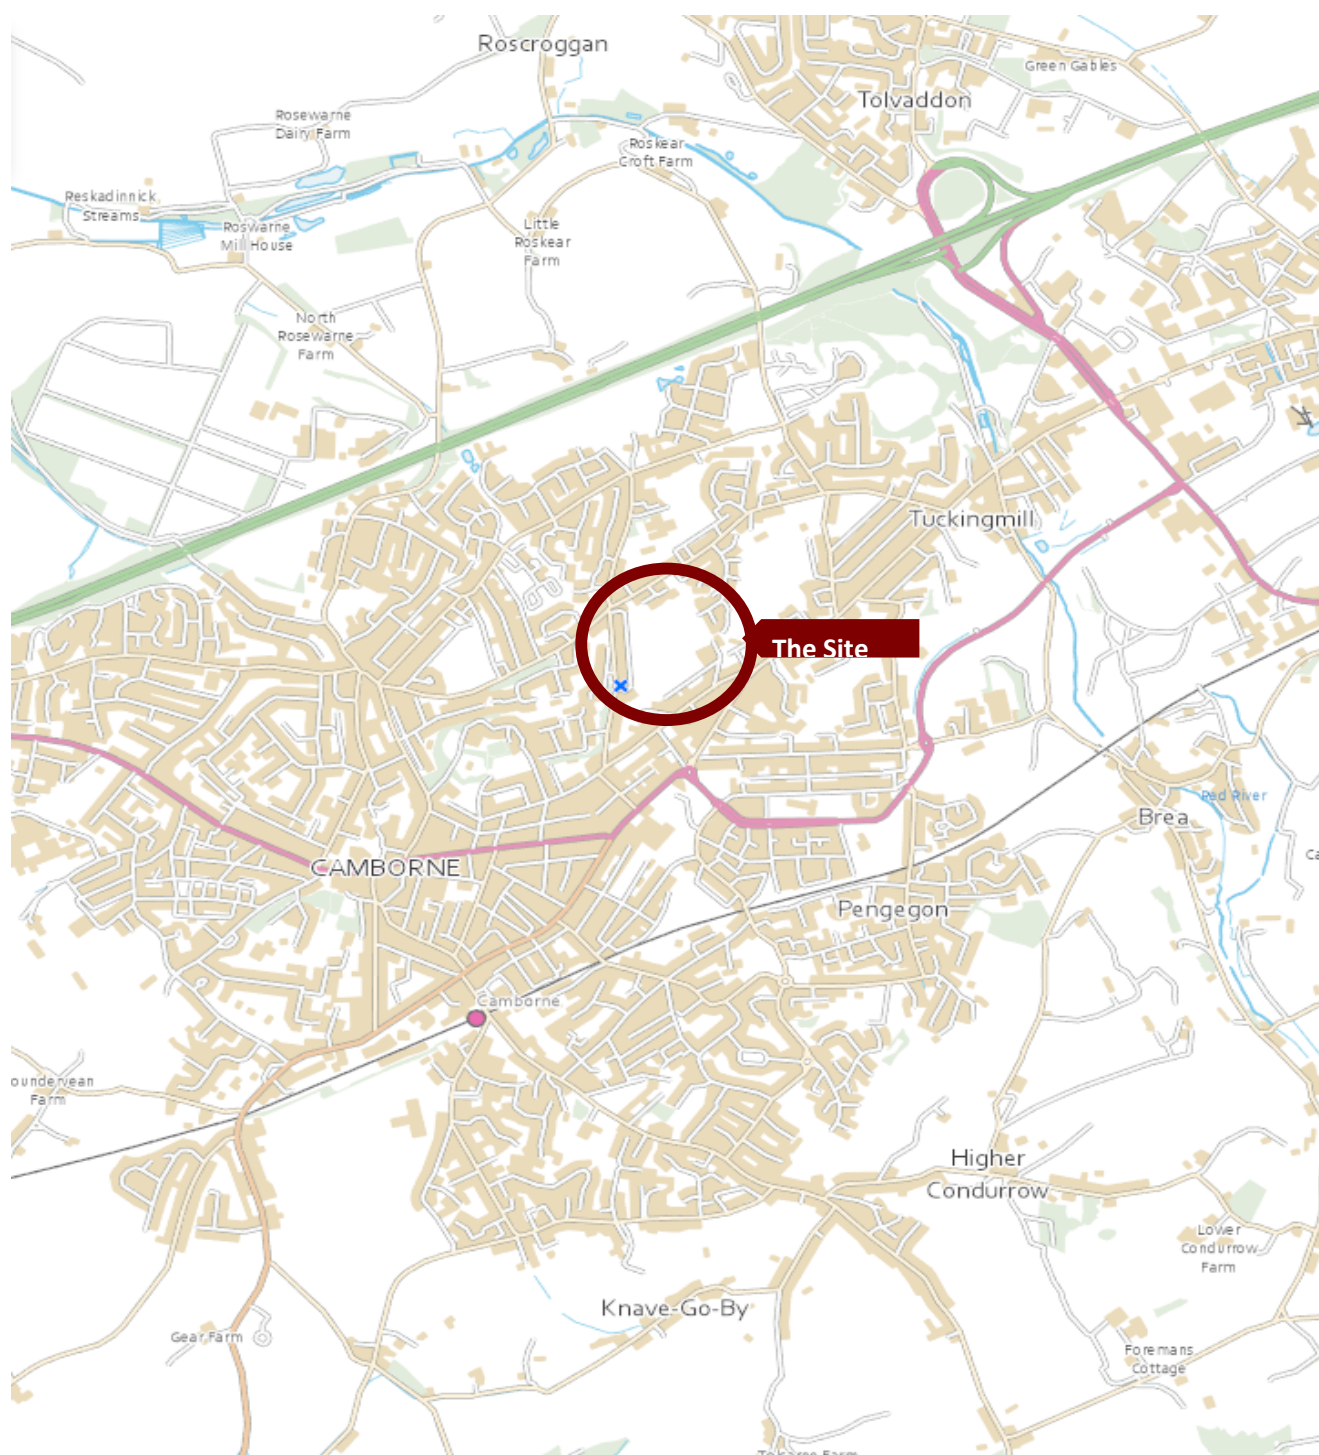 Roscroggan
Green Gables
Tolvaddon
Rosewarne
Dairy Farm
Roskear
Croft Farm
Reskadinnick
Streams
Roswarne
Mill House
Little
Roskear
Farm
North
Rosewarne
Farm
Tuckingmill
The Site
Red River
Brea
CAMBORNE
Pengegon
Camborne
oundervean
Farm
Higher
Condurrow
Lower
Condurrow
Farm
Knave-Go-By
Gear Farm
Foremans
Cottage